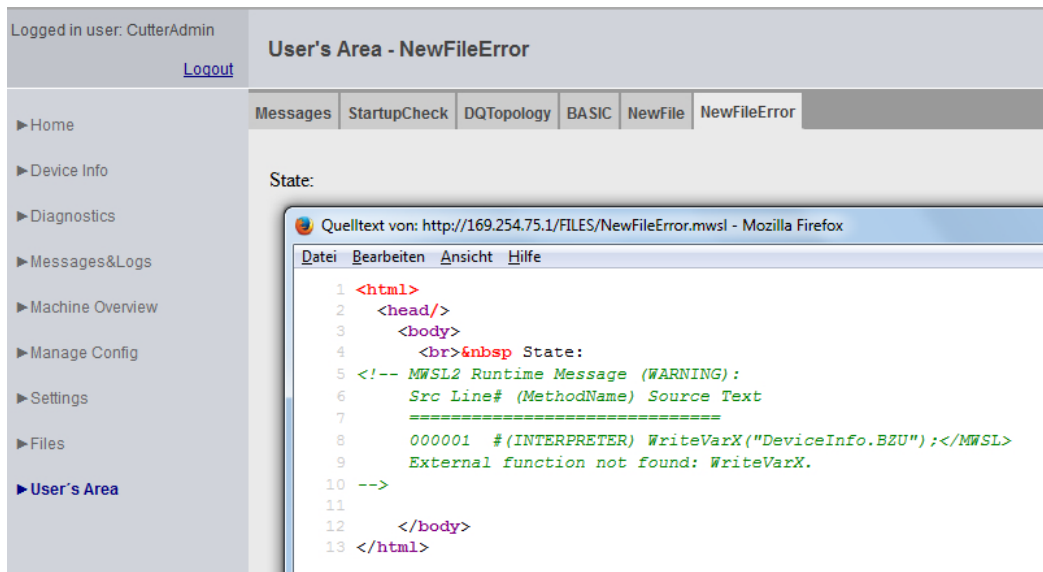 Logged in user: CutterAdmin
Logout
User's Area - NewFileError
Messages StartupCheck DQTopology BASIC NewFile NewFileError
►Home
►Device Info
►Diagnostics
►Messages&Logs
►Machine Overview
►Manage Config
►Settings
►Files
►User´s Area
State:
Quelltext von: http://169.254.75.1/FILES/NewFileError.mwsl - Mozilla Firefox
Datei Bearbeiten Ansicht Hilfe
1 <html>
2 <head/>
3 <body>
4 <br>&nbsp State:
5 <!-- MWSL2 Runtime Message (WARNING):
6 Src Line# (MethodName) Source Text
7 ===============================
8 000001 #(INTERPRETER) WriteVarX("DeviceInfo.BZU");</MWSL>
9 External function not found: WriteVarX.
10 -->
11
12 </body>
13 </html>